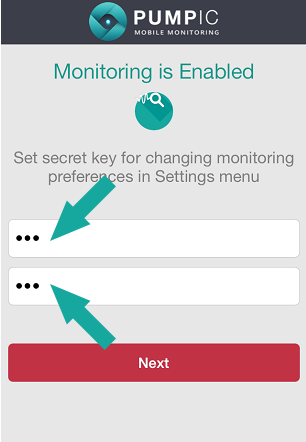 PUMPIC
MOBILE MONITORING
Monitoring is Enabled
Set secret key for changing monitoring
preferences in Settings menu
•••
•••
Next